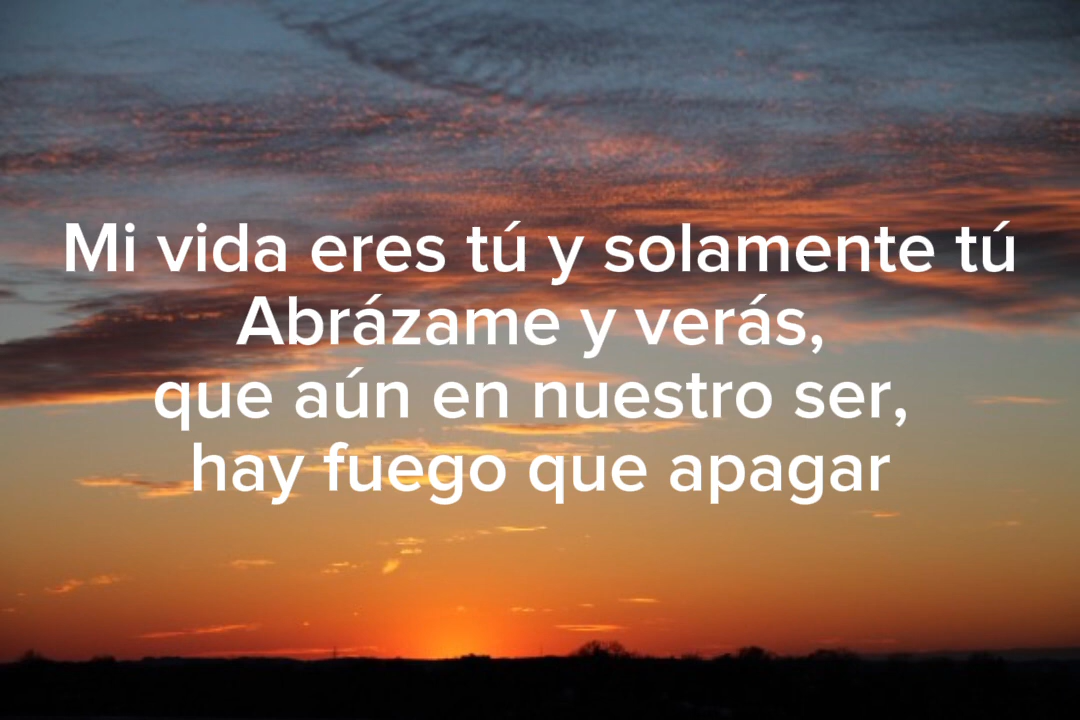 Mi vida eres tú y solamente tú
Abrázame y verás,
que aún en nuestro ser,
hay fuego que apagar